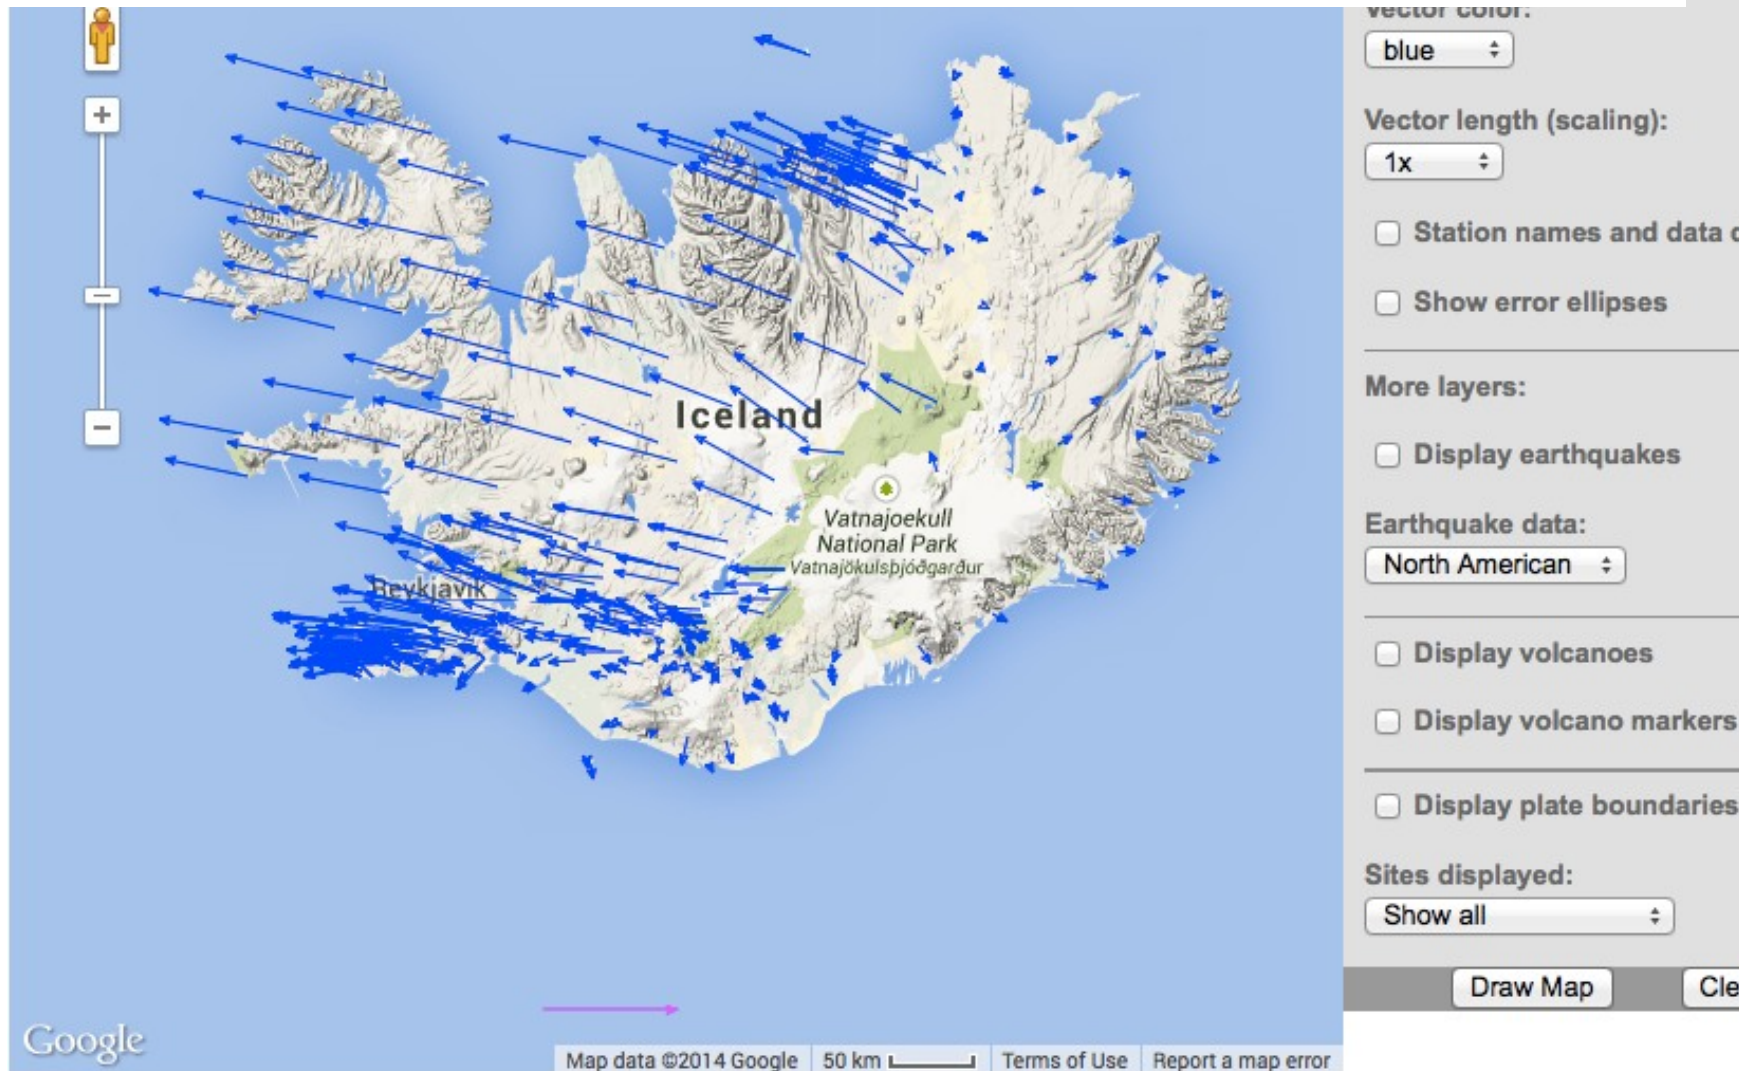 Vector color:
blue
Vector length (scaling):
1x
Station names and data
Show error ellipses
More layers:
Display earthquakes
Earthquake data:
North American
Display volcanoes
Display volcano markers
Display plate boundaries
Sites displayed:
Show all
Draw Map
Cle
Iceland
Vatnajoekull
National Park
Vatnajökulsþjóðgarður
Reykjavik
Google
Map data ©2014 Google
50 km
Terms of Use
Report a map error